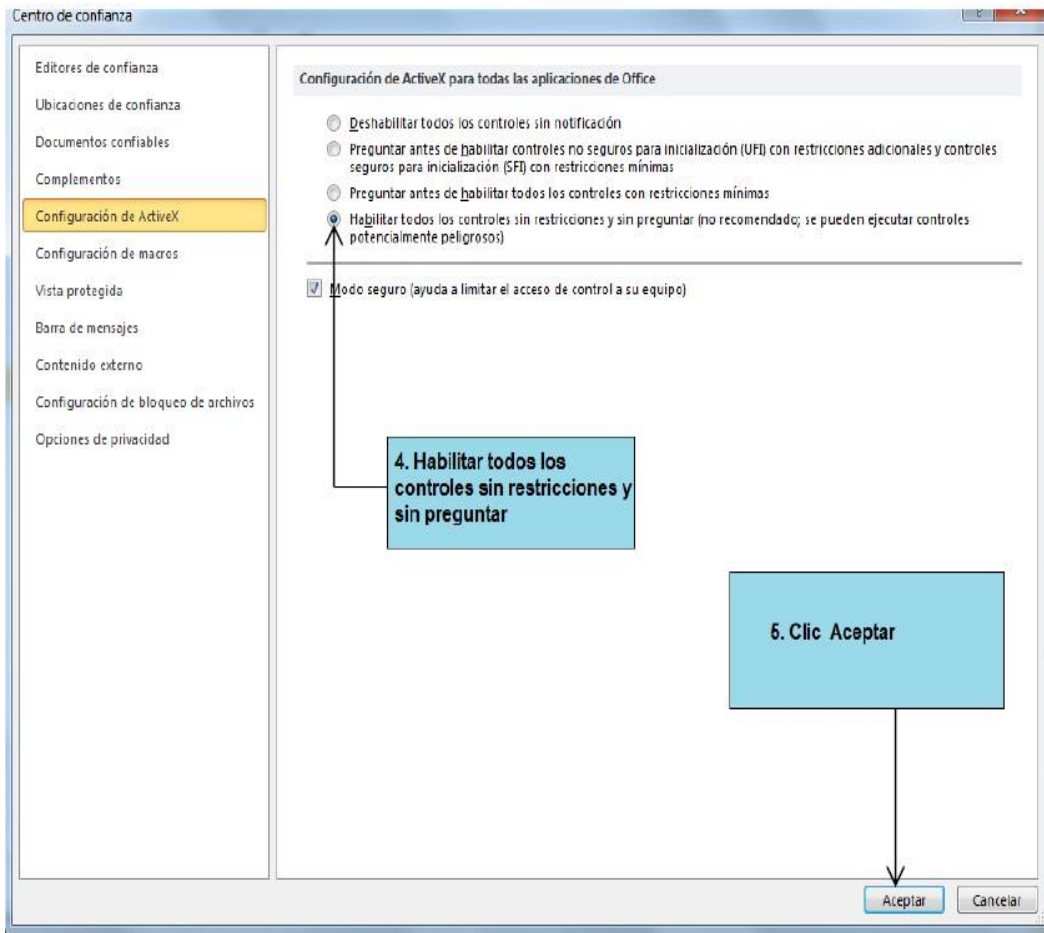 Centro de confianza
Editores de confianza
Ubicaciones de confianza
Documentos confiables
Complementos
Configuración de ActiveX
Configuración de macros
Vista protegida
Barra de mensajes
Contenido externo
Configuración de bloqueo de archivos
Opciones de privacidad
Configuración de ActiveX para todas las aplicaciones de Office
Deshabilitar todos los controles sin notificación
Preguntar antes de habilitar controles no seguros para inicialización (UFI) con restricciones adicionales y controles
seguros para inicialización (SFI) con restricciones mínimas
Preguntar antes de habilitar todos los controles con restricciones mínimas
Habilitar todos los controles sin restricciones y sin preguntar (no recomendado; se pueden ejecutar controles
potencialmente peligrosos)
Modo seguro (ayuda a limitar el acceso de control a su equipo)
4. Habilitar todos los
controles sin restricciones y
sin preguntar
5. Clic Aceptar
Aceptar
Cancelar